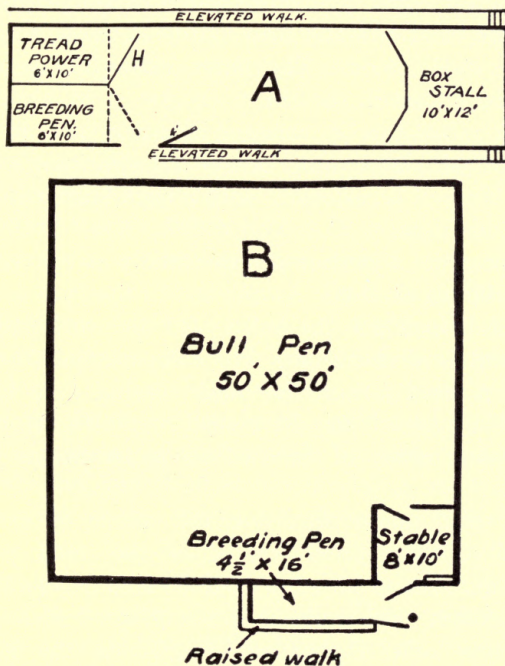 ELEVATED WALK.
TREAD
POWER
6'X10'
H
A
BOX
STALL
10'X12'
BREEDING
PEN.
6'X10'
ELEVATED WALK
B
Bull Pen
50' X 50'
Breeding Pen
4½' X 16'
Stable
8'X10'
Raised walk